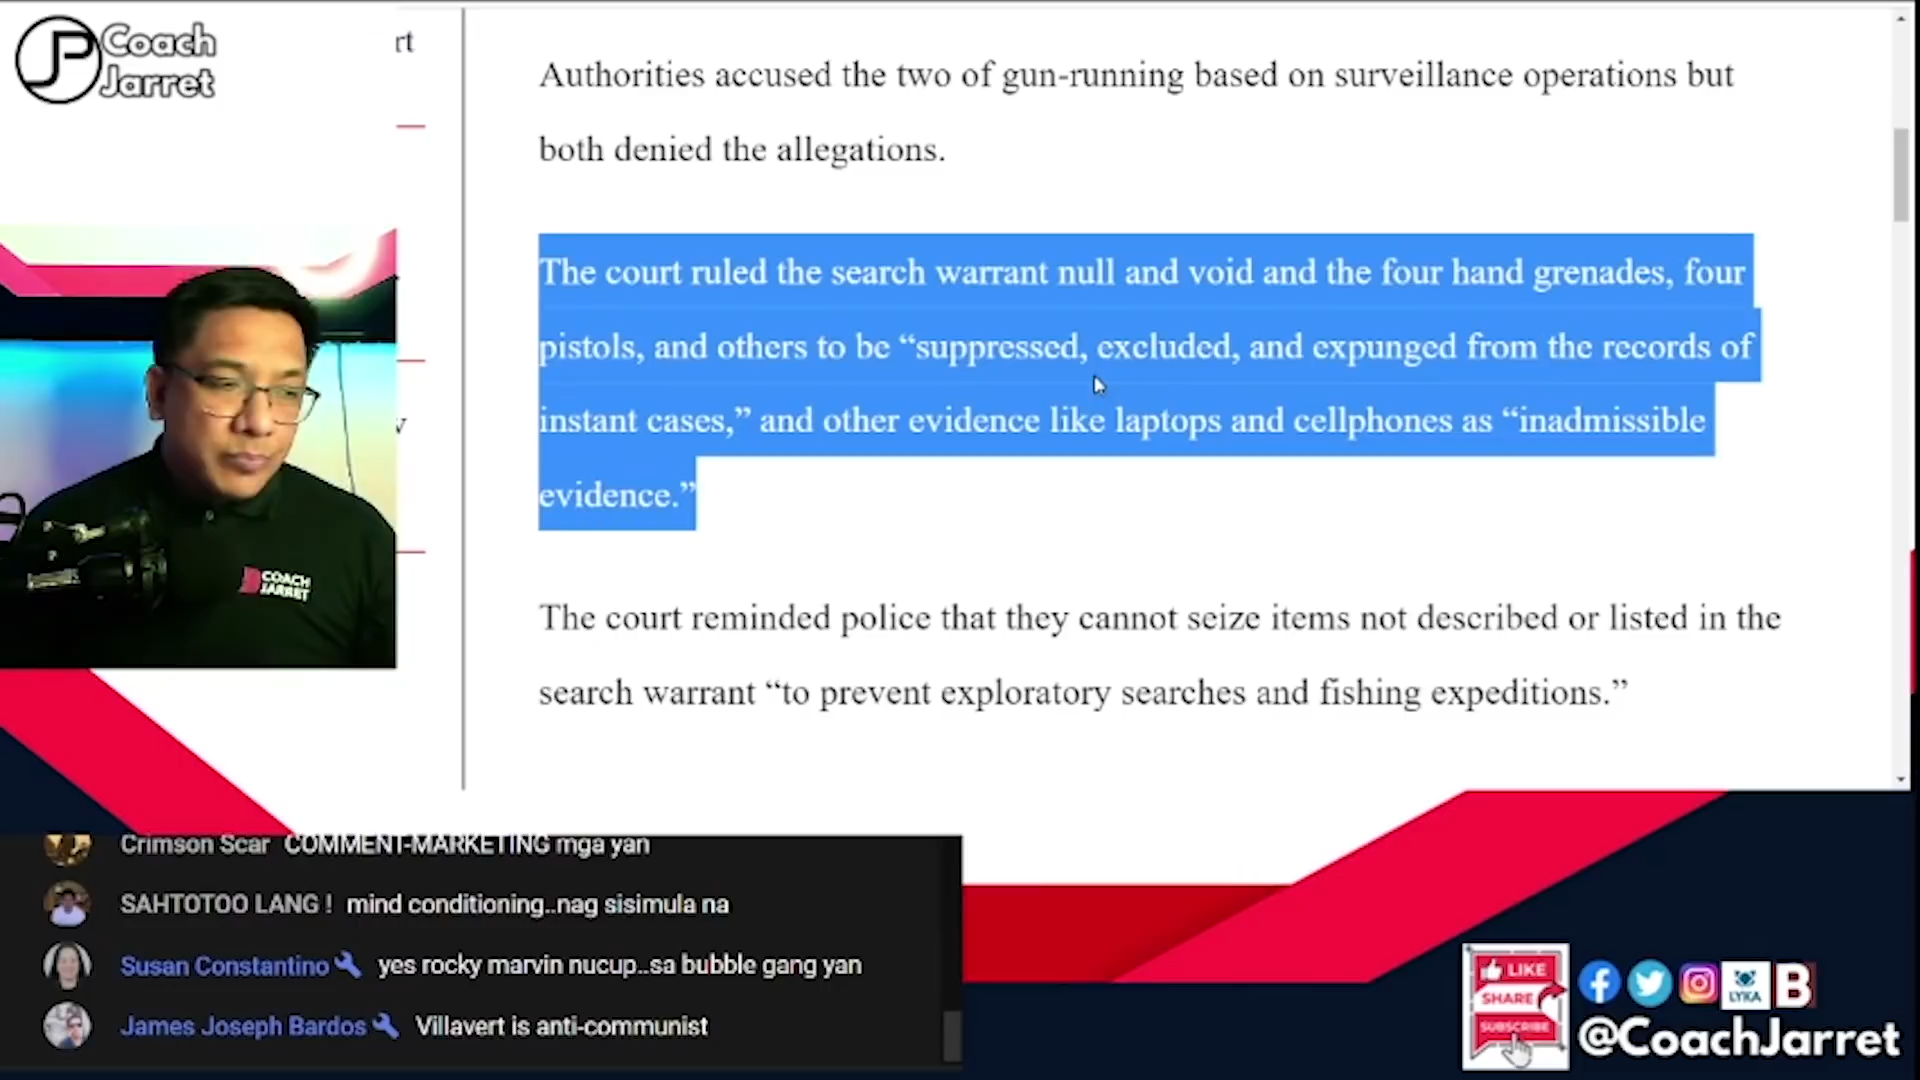 Coach
Jarret
rt
Authorities accused the two of gun-running based on surveillance operations but
both denied the allegations.
The court ruled the search warrant null and void and the four hand grenades, four
pistols, and others to be “suppressed, excluded, and expunged from the records of
instant cases,” and other evidence like laptops and cellphones as “inadmissible
evidence.”
The court reminded police that they cannot seize items not described or listed in the
search warrant “to prevent exploratory searches and fishing expeditions.”
COACH
JARRET
Crimson Scar COMMENT-MARKETING mga yan
SAHTOTOO LANG ! mind conditioning..nag sisimula na
Susan Constantino yes rocky marvin nucup..sa bubble gang yan
James Joseph Bardos Villavert is anti-communist
LIKE
SHARE
SUBSCRIBE
LYKA
B
@CoachJarret